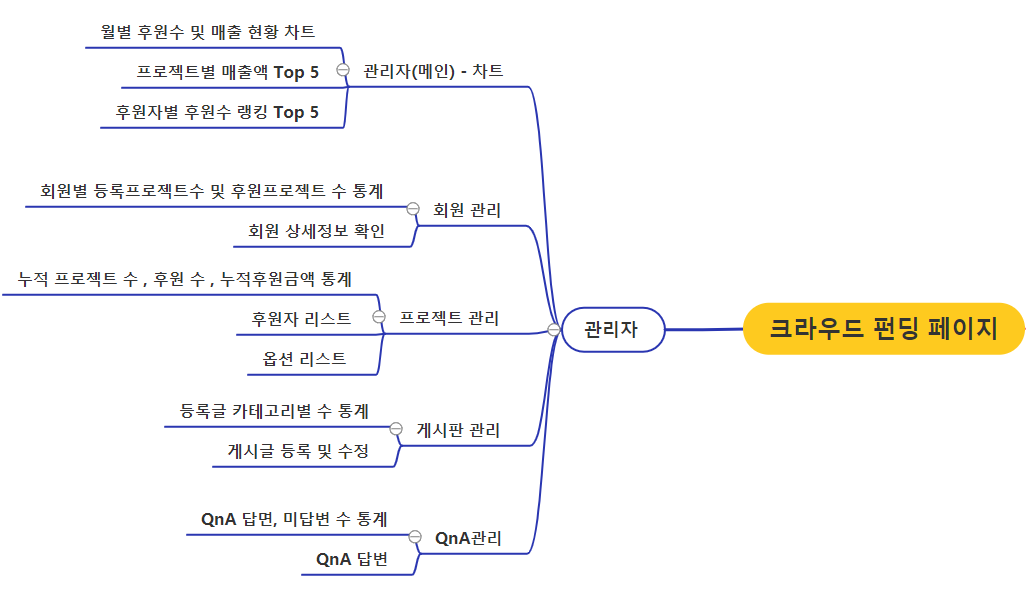 월별 후원수 및 매출 현황 차트
프로젝트별 매출액 Top 5
관리자(메인) - 차트
후원자별 후원수 랭킹 Top 5
회원별 등록프로젝트수 및 후원프로젝트 수 통계
회원 관리
회원 상세정보 확인
누적 프로젝트 수 , 후원 수 , 누적후원금액 통계
후원자 리스트
프로젝트 관리
옵션 리스트
관리자
크라우드 펀딩 페이지
등록글 카테고리별 수 통계
게시판 관리
게시글 등록 및 수정
QnA 답면, 미답변 수 통계
QnA관리
QnA 답변